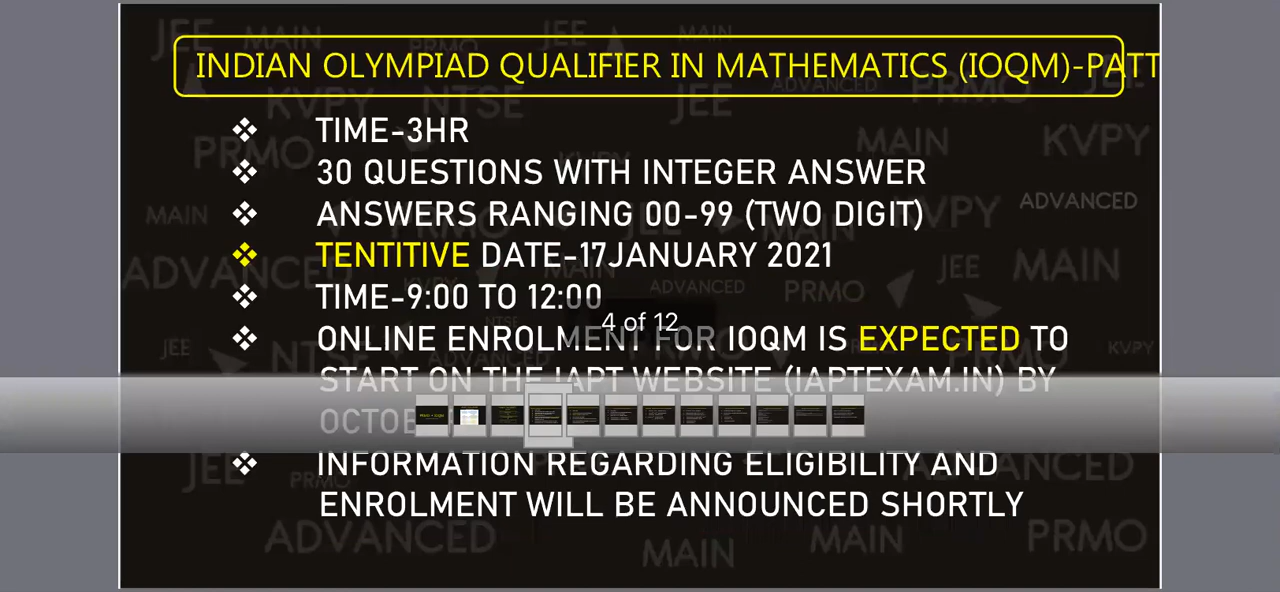 INDIAN OLYMPIAD QUALIFIER IN MATHEMATICS (IOQM)-PATT
TIME-3HR
30 QUESTIONS WITH INTEGER ANSWER
ANSWERS RANGING 00-99 (TWO DIGIT)
TENTITIVE DATE-17JANUARY 2021
TIME-9:00 TO 12:00
4 of 12
ONLINE ENROLMENT FOR IOQM IS EXPECTED TO
START ON THE IAPT WEBSITE (IAPTEXAM.IN) BY
INFORMATION REGARDING ELIGIBILITY AND
ENROLMENT WILL BE ANNOUNCED SHORTLY